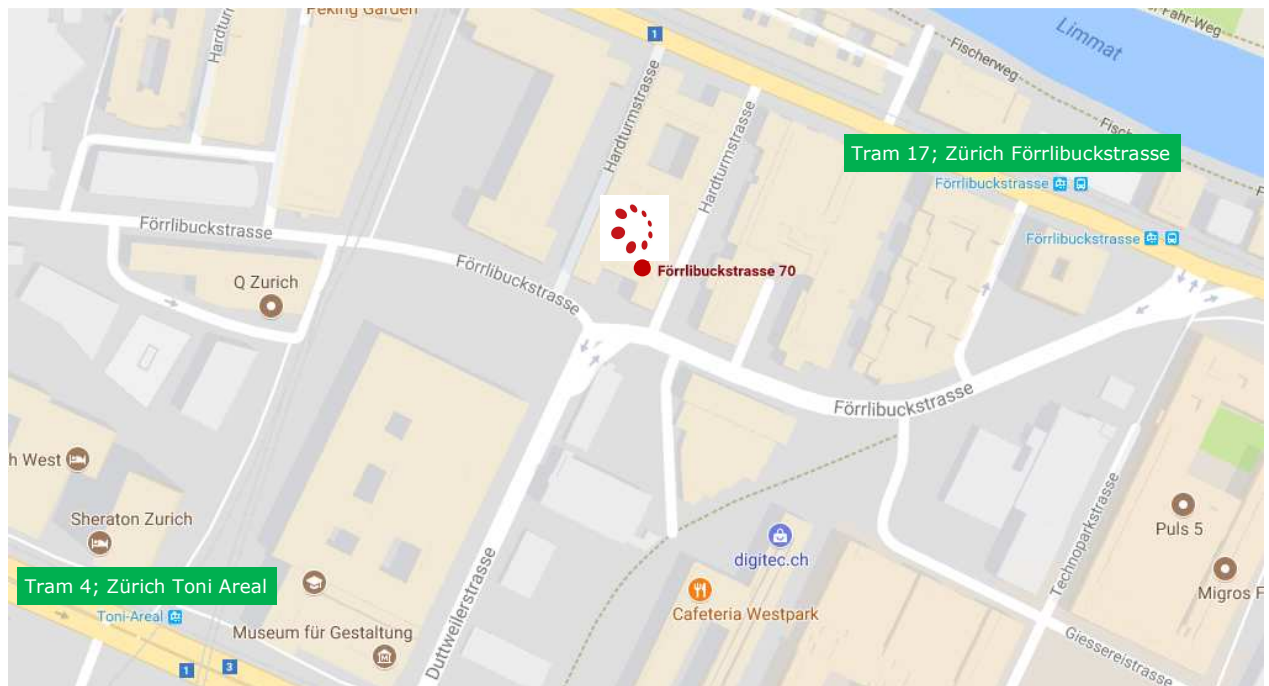 Peking Garden
Hardtur
1
Fahr-Weg
Limmat
Fischerweg
Hardturmstrasse
Hardturmstrasse
Fisch
Tram 17; Zürich Förrlibuckstrasse
Förrlibuckstrasse
F
Förrlibuckstrasse
Förrlibuckstrasse
Förrlibuckstrasse
Förrlibuckstrasse 70
Q Zurich
Förrlibuckstrasse
h West
Sheraton Zurich
Puls 5
digitec.ch
Technoparkstrasse
Tram 4; Zürich Toni Areal
Migros F
Toni-Areal
Cafeteria Westpark
Duttweilerstrasse
Museum für Gestaltung
M
Giessereistrasse
1
3